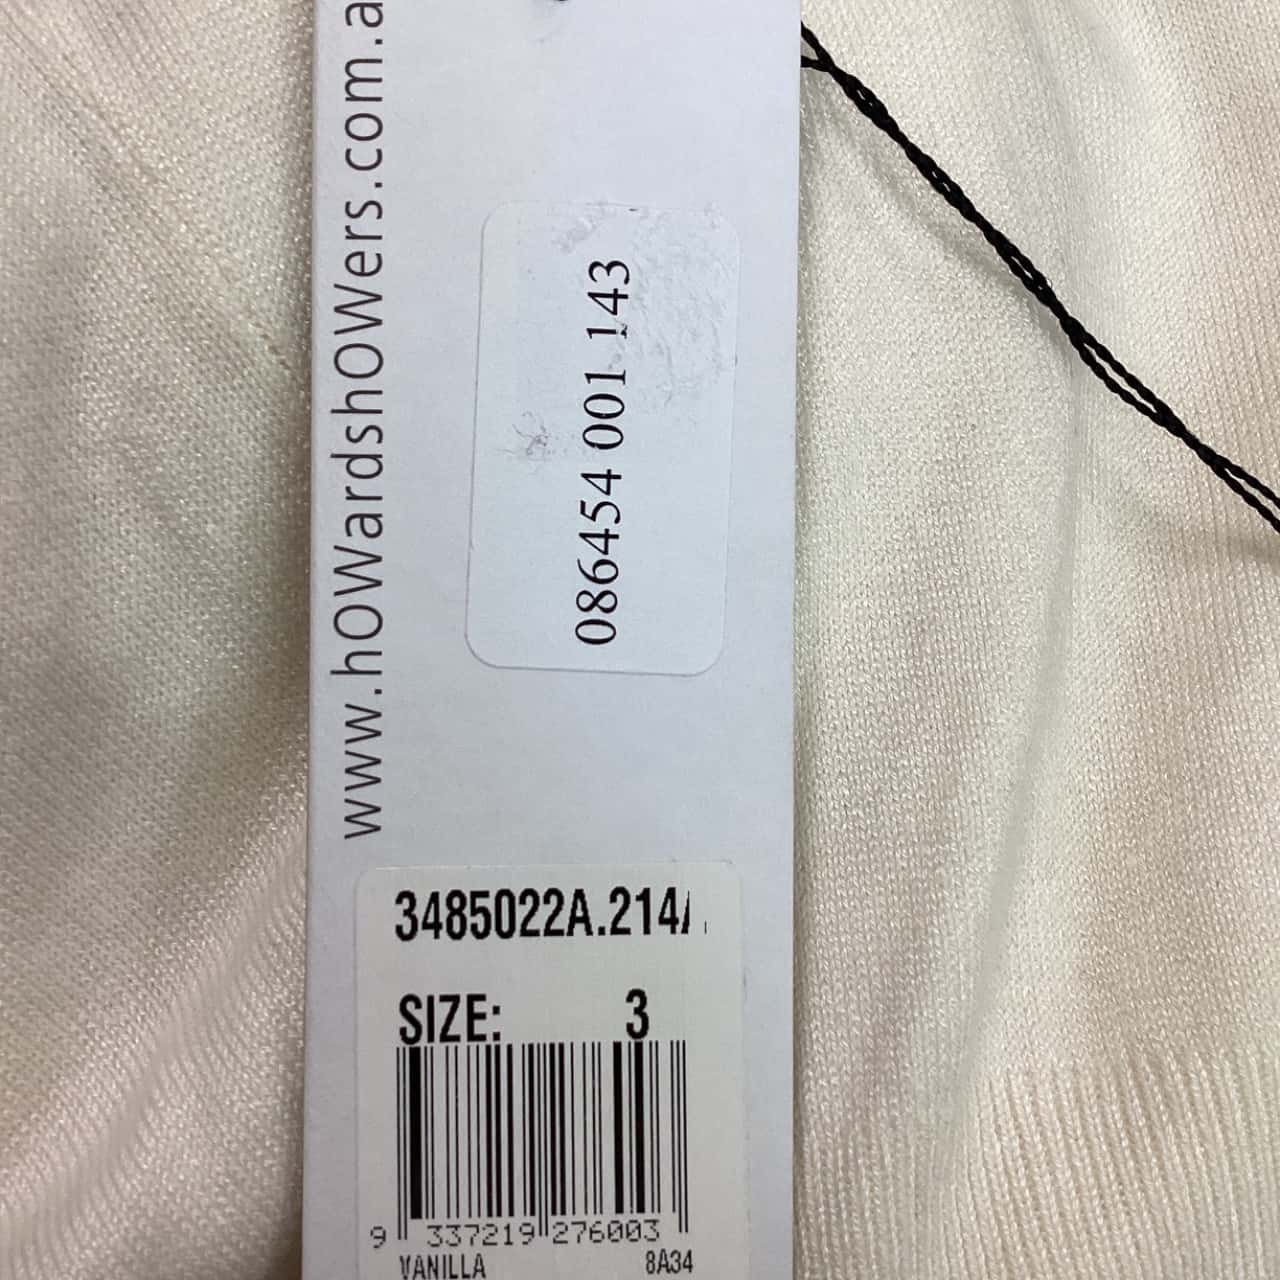 www.hOWardshOWers.com.a
086454 001 143
3485022A.214
SIZE: 3
9 337219 276003
VANILLA 8A34